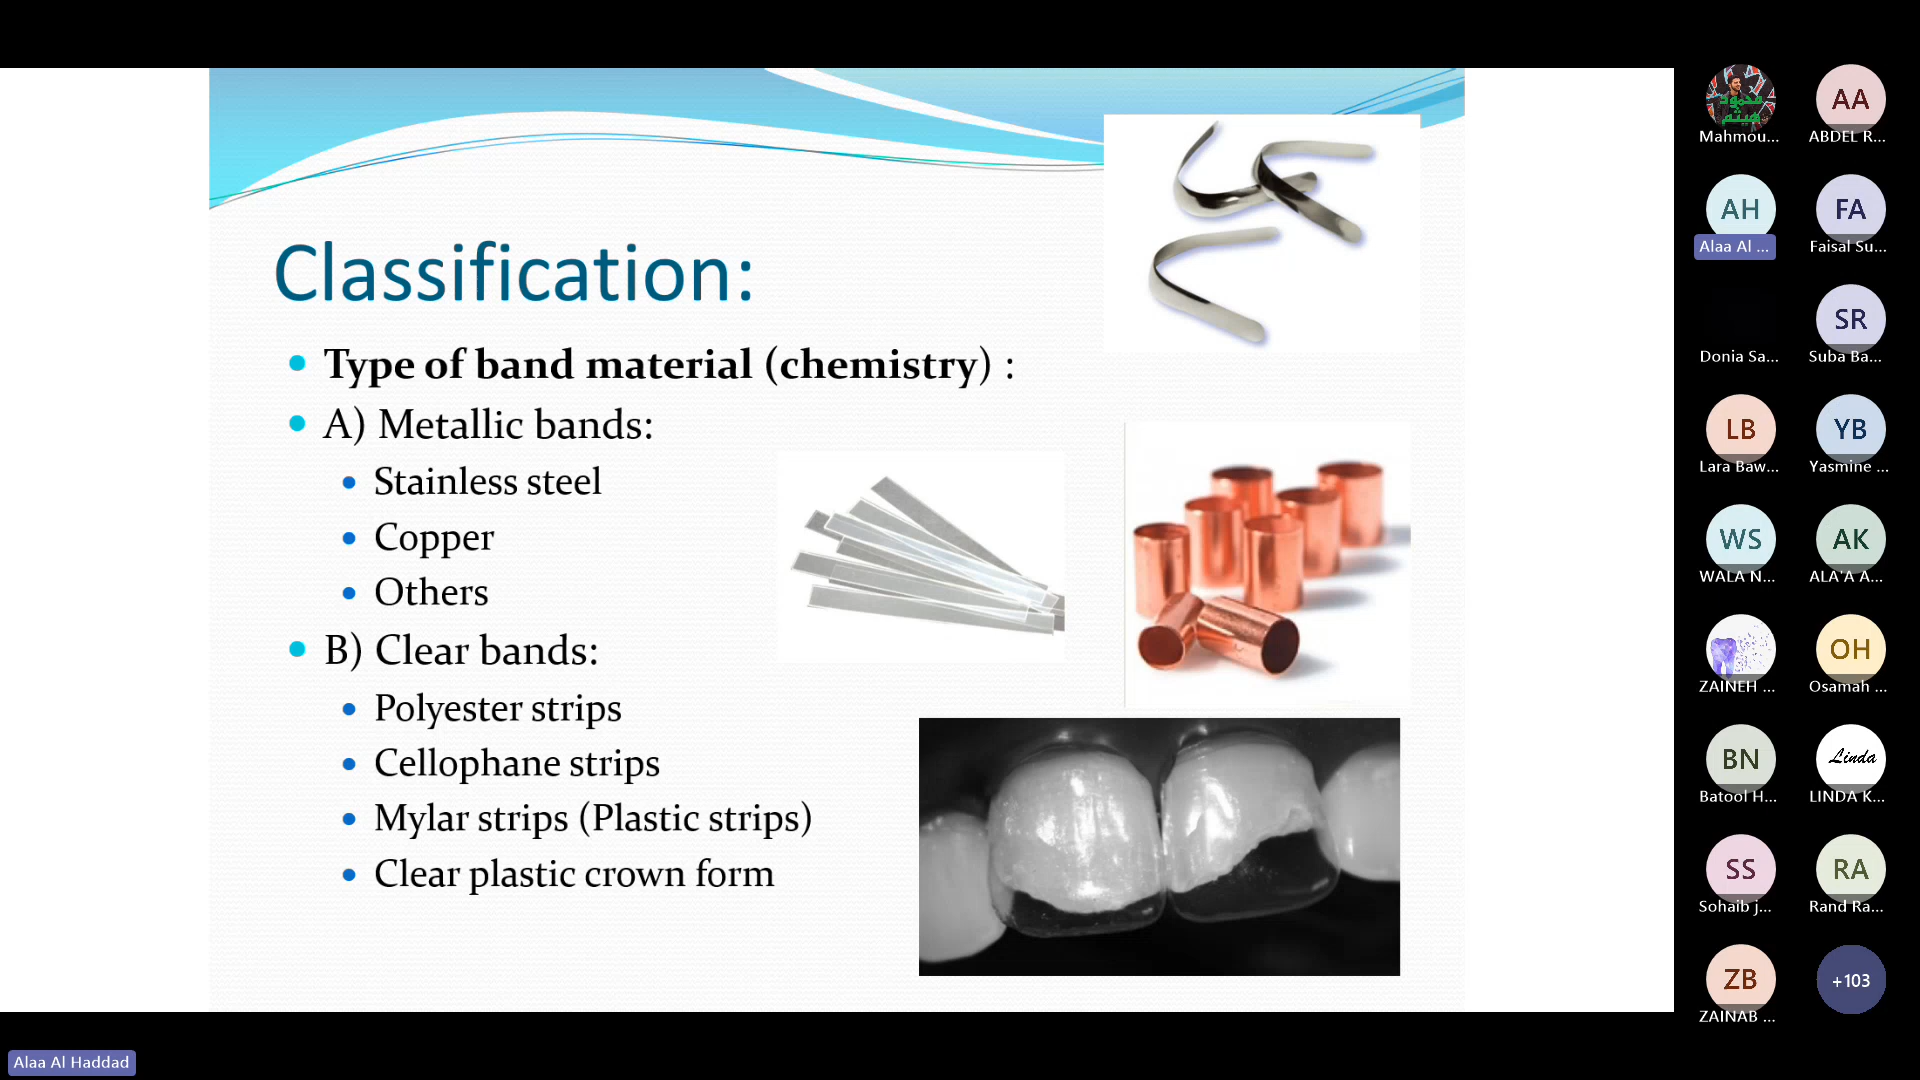 Classification:
Type of band material (chemistry) :
A) Metallic bands:
Stainless steel
Copper
Others
B) Clear bands:
Polyester strips
Cellophane strips
Mylar strips (Plastic strips)
Clear plastic crown form
محمود
هيثم
Mahmou...
AA
ABDEL R...
AH
Alaa Al ...
FA
Faisal Su...
Donia Sa...
SR
Suba Ba...
LB
Lara Baw...
YB
Yasmine ...
WS
WALA N...
AK
ALA'A A...
ZAINEH ...
OH
Osamah ...
BN
Batool H...
Linda
LINDA K...
SS
Sohaib j...
RA
Rand Ra...
ZB
ZAINAB ...
+103
Alaa Al Haddad